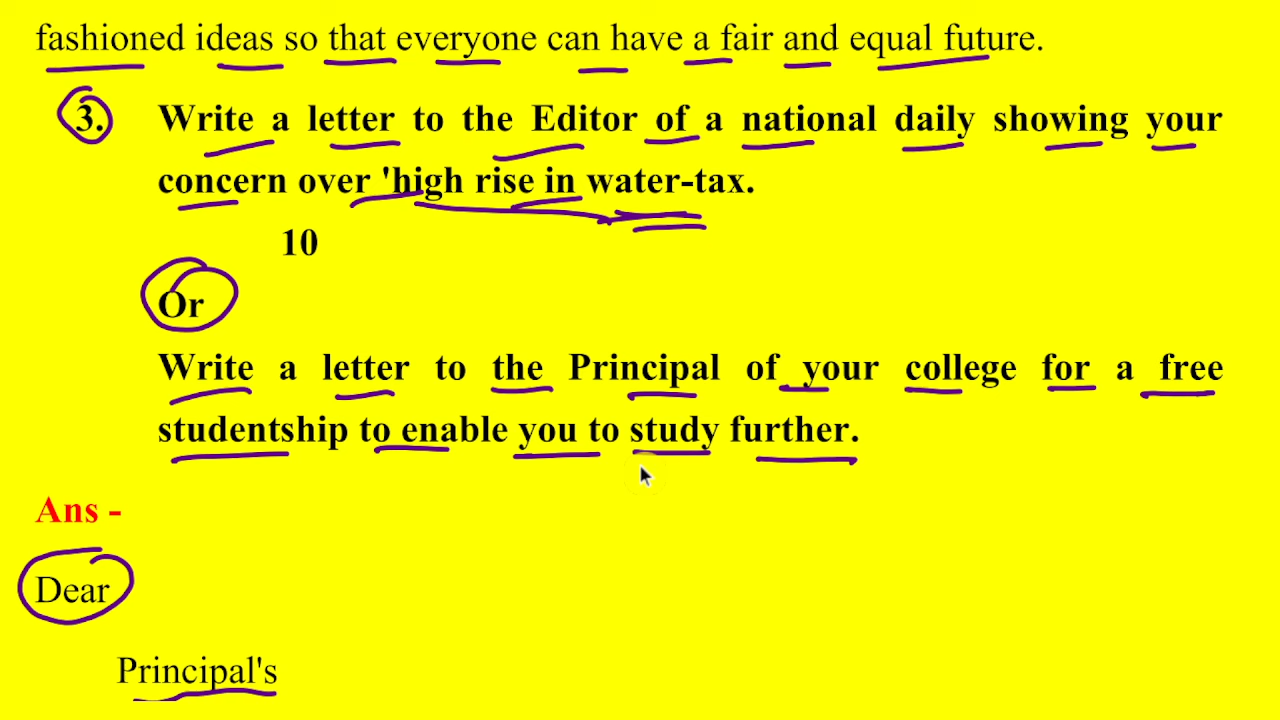 fashioned ideas so that everyone can have a fair and equal future.
3. Write a letter to the Editor of a national daily showing your
concern over 'high rise in water-tax.
10
Or
Write a letter to the Principal of your college for a free
studentship to enable you to study further.
Ans -
Dear
Principal's